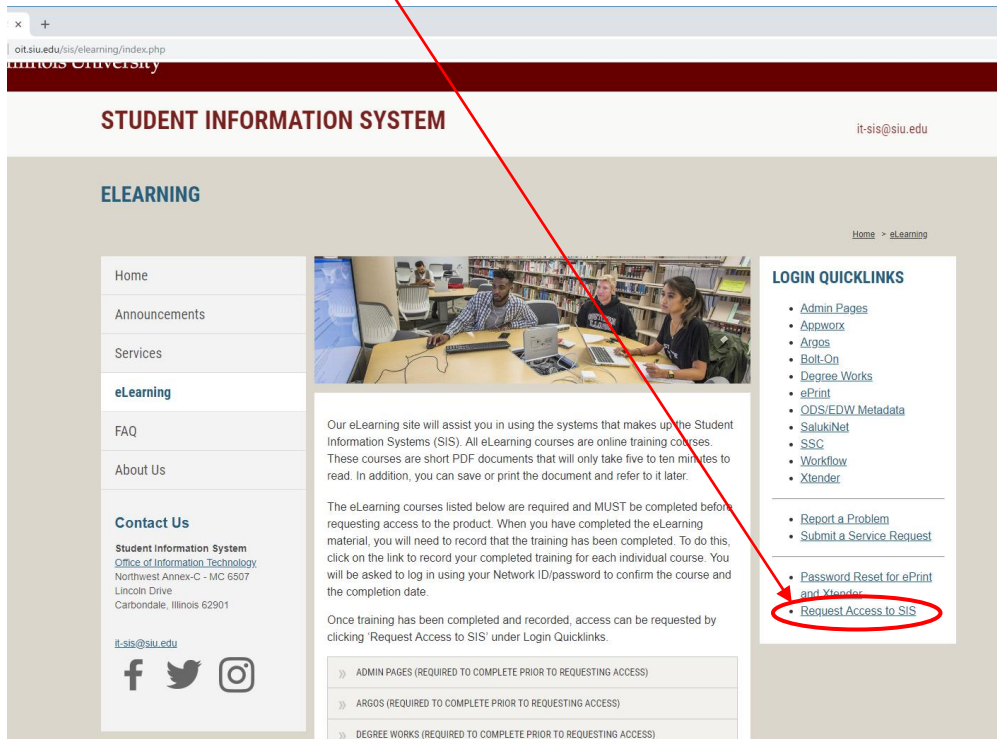 × +
oit.siu.edu/sis/elearning/index.php
Illinois University
STUDENT INFORMATION SYSTEM
it-sis@siu.edu
ELEARNING
Home > eLearning
Home
Announcements
Services
eLearning
FAQ
About Us
Contact Us
Student Information System
Office of Information Technology
Northwest Annex-C - MC 6507
Lincoln Drive
Carbondale, Illinois 62901
it-sis@siu.edu
Our eLearning site will assist you in using the systems that makes up the Student
Information Systems (SIS). All eLearning courses are online training courses.
These courses are short PDF documents that will only take five to ten minutes to
read. In addition, you can save or print the document and refer to it later.
The eLearning courses listed below are required and MUST be completed before
requesting access to the product. When you have completed the eLearning
material, you will need to record that the training has been completed. To do this,
click on the link to record your completed training for each individual course. You
will be asked to log in using your Network ID/password to confirm the course and
the completion date.
Once training has been completed and recorded, access can be requested by
clicking 'Request Access to SIS' under Login Quicklinks.
» ADMIN PAGES (REQUIRED TO COMPLETE PRIOR TO REQUESTING ACCESS)
» ARGOS (REQUIRED TO COMPLETE PRIOR TO REQUESTING ACCESS)
» DEGREE WORKS (REQUIRED TO COMPLETE PRIOR TO REQUESTING ACCESS)
LOGIN QUICKLINKS
• Admin Pages
• Appworx
• Argos
• Bolt-On
• Degree Works
• ePrint
• ODS/EDW Metadata
• SalukiNet
• SSC
• Workflow
• Xtender
• Report a Problem
• Submit a Service Request
• Password Reset for ePrint
and Xtender
• Request Access to SIS